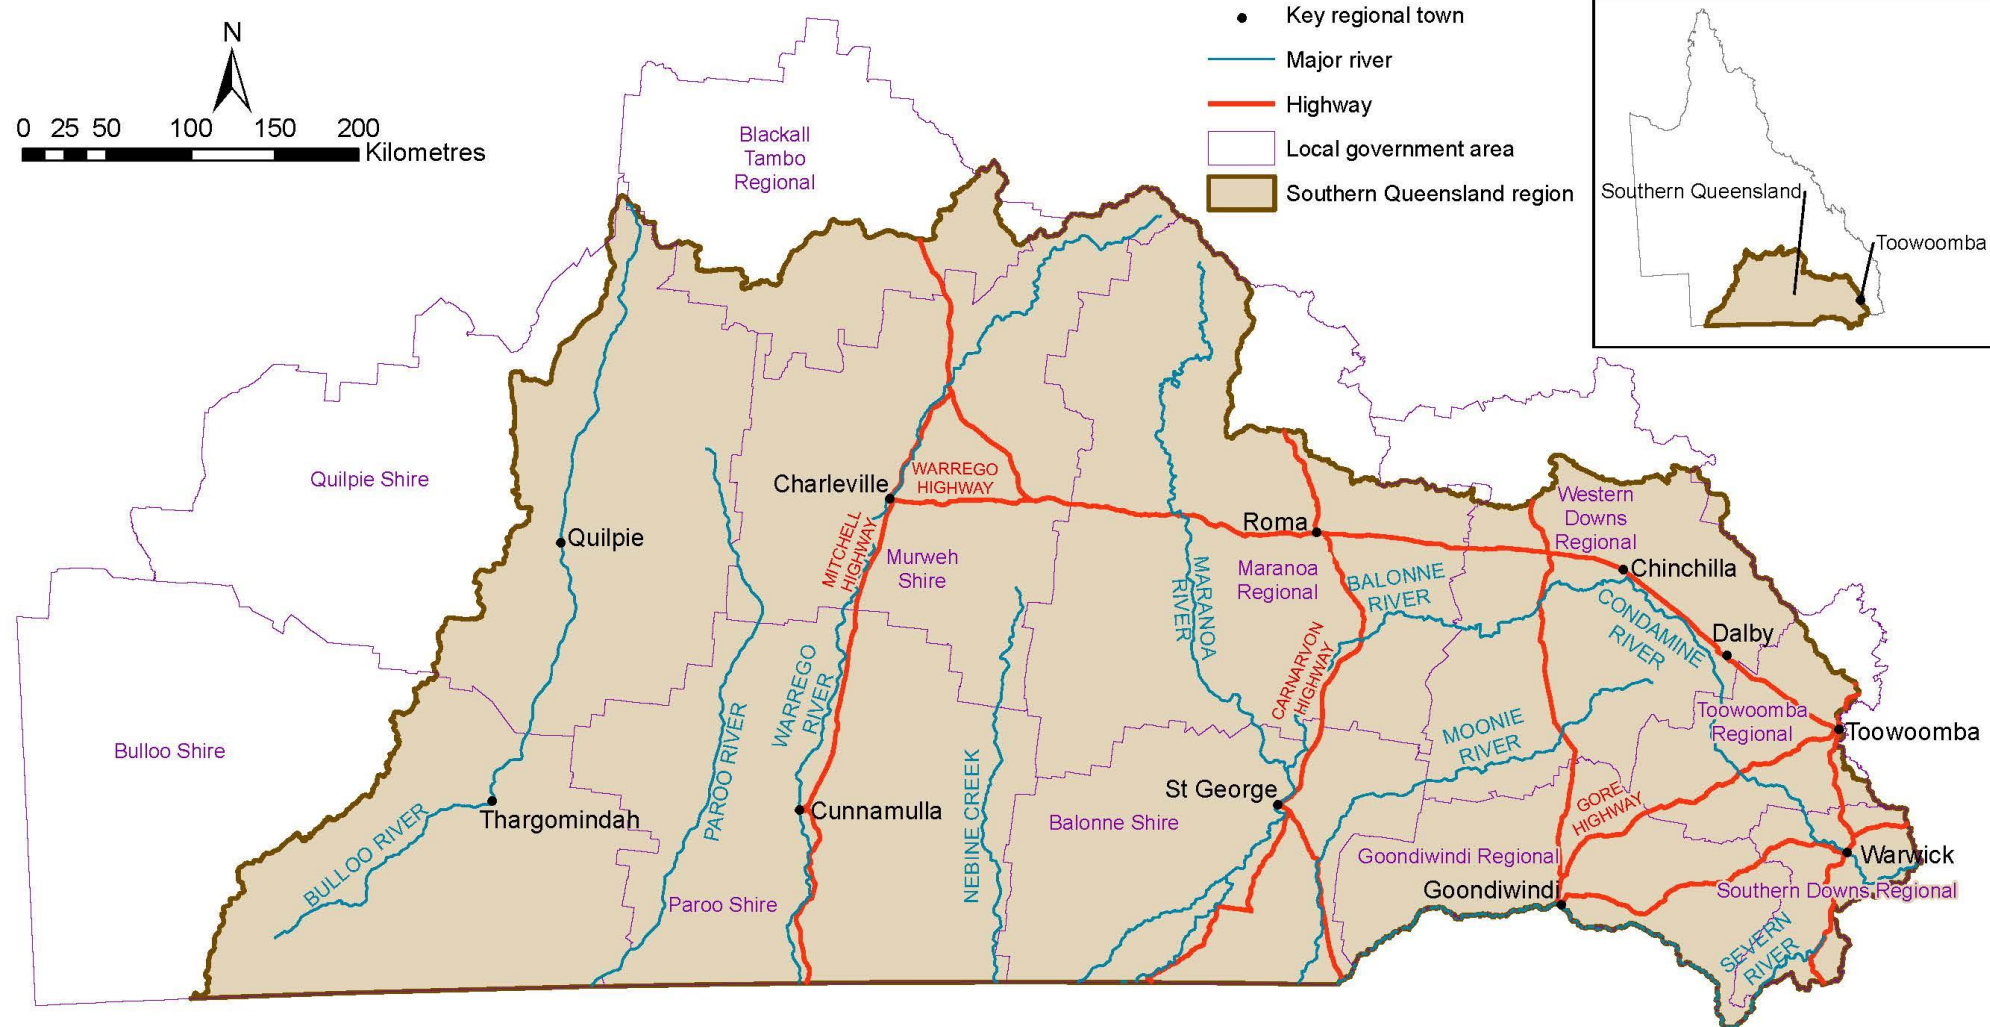 N
0 25 50 100 150 200
Kilometres
Key regional town
Major river
Highway
Local government area
Southern Queensland region
Southern Queensland
Toowoomba
Blackall
Tambo
Regional
Quilpie Shire
Bulloo Shire
Quilpie
Thargomindah
BULLOO RIVER
PAROO RIVER
Paroo Shire
Charleville
WARREGO
HIGHWAY
MITCHELL
HIGHWAY
Murweh
Shire
WARREGO
RIVER
Cunnamulla
NEBINE CREEK
Roma
MARANOA
RIVER
Maranoa
Regional
BALONNE
RIVER
CARNARVON
HIGHWAY
St George
Balonne Shire
Western
Downs
Regional
Chinchilla
CONDAMINE
RIVER
Dalby
MOONIE
RIVER
Toowoomba
Regional
Toowoomba
GORE
HIGHWAY
Goondiwindi Regional
Goondiwindi
Warwick
Southern Downs Regional
SEVERN
RIVER